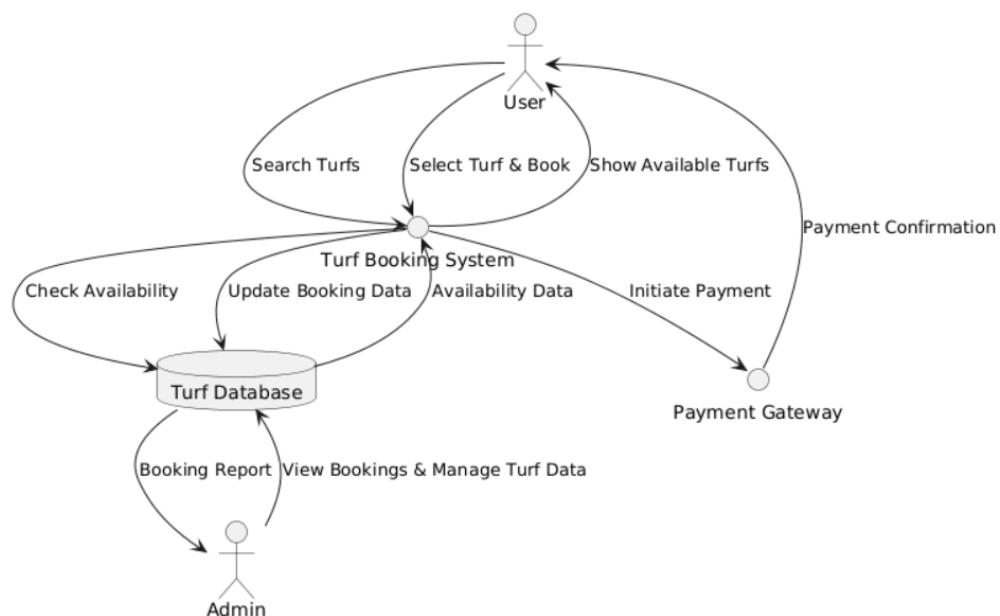 User
Search Turfs
Select Turf & Book
Show Available Turfs
Payment Confirmation
Turf Booking System
Check Availability
Update Booking Data
Availability Data
Initiate Payment
Turf Database
Payment Gateway
Booking Report
View Bookings & Manage Turf Data
Admin